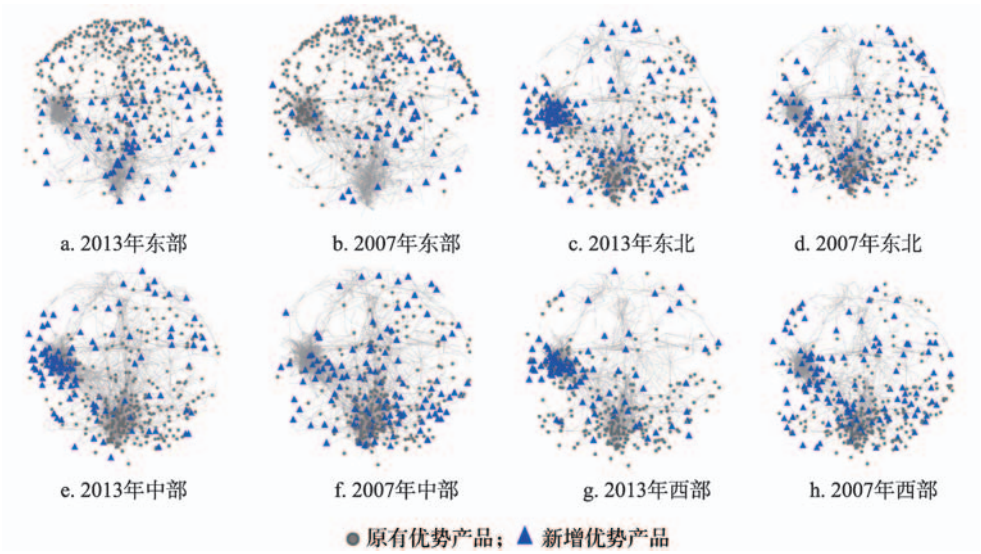 a. 2013年东部
b. 2007年东部
c. 2013年东北
d. 2007年东北
e. 2013年中部
f. 2007年中部
g. 2013年西部
h. 2007年西部
原有优势产品； 新增优势产品